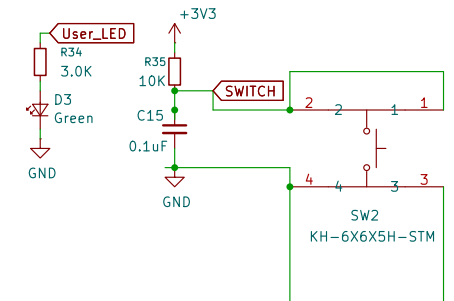 +3V3
User_LED
R34
3.0K
R35
10K
SWITCH
D3
Green
C15
0.1uF
2
2
1
1
GND
GND
4
4
3
3
SW2
KH-6X6X5H-STM